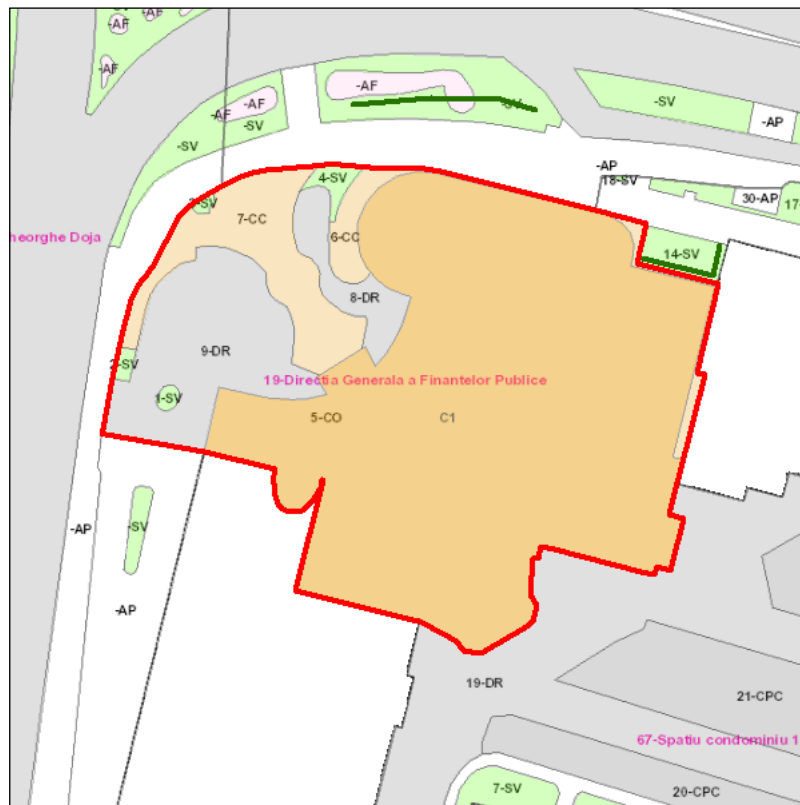 -AF
-AF
-AF
-AF
-AF
-AF
-SV
-SV
-SV
-SV
-AP
-AP
4-SV
18-SV
30-AP
17-
3-SV
7-CC
6-CC
heorghe Doja
14-SV
8-DR
9-DR
2-SV
19-Directia Generala a Finantelor Publice
1-SV
5-CO
C1
-AP
-SV
-AP
19-DR
21-CPC
67-Spatiu condominiu 1
7-SV
20-CPC